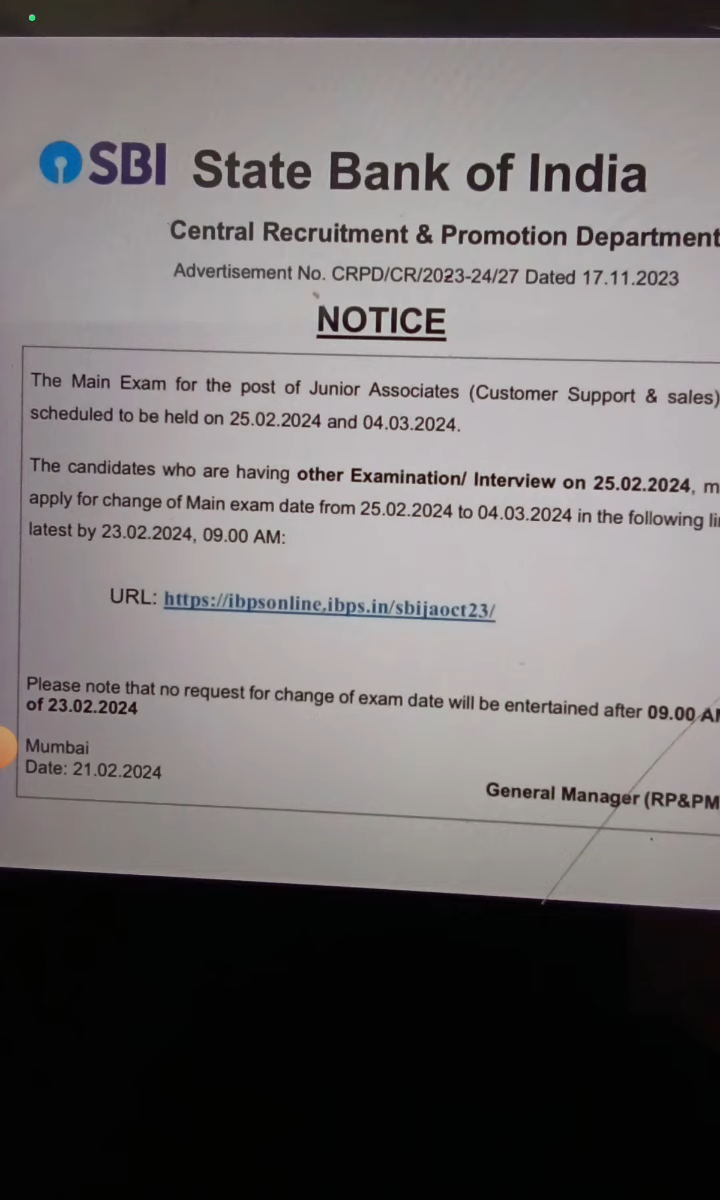 SBI State Bank of India
Central Recruitment & Promotion Department
Advertisement No. CRPD/CR/2023-24/27 Dated 17.11.2023
NOTICE
The Main Exam for the post of Junior Associates (Customer Support & sales)
scheduled to be held on 25.02.2024 and 04.03.2024.
The candidates who are having other Examination/ Interview on 25.02.2024,
apply for change of Main exam date from 25.02.2024 to 04.03.2024 in the following
latest by 23.02.2024, 09.00 AM:
URL: https://ibpsonline.ibps.in/sbijaoct23/
Please note that no request for change of exam date will be entertained after 09.00
of 23.02.2024
Mumbai
Date: 21.02.2024
General Manager (RP&PM